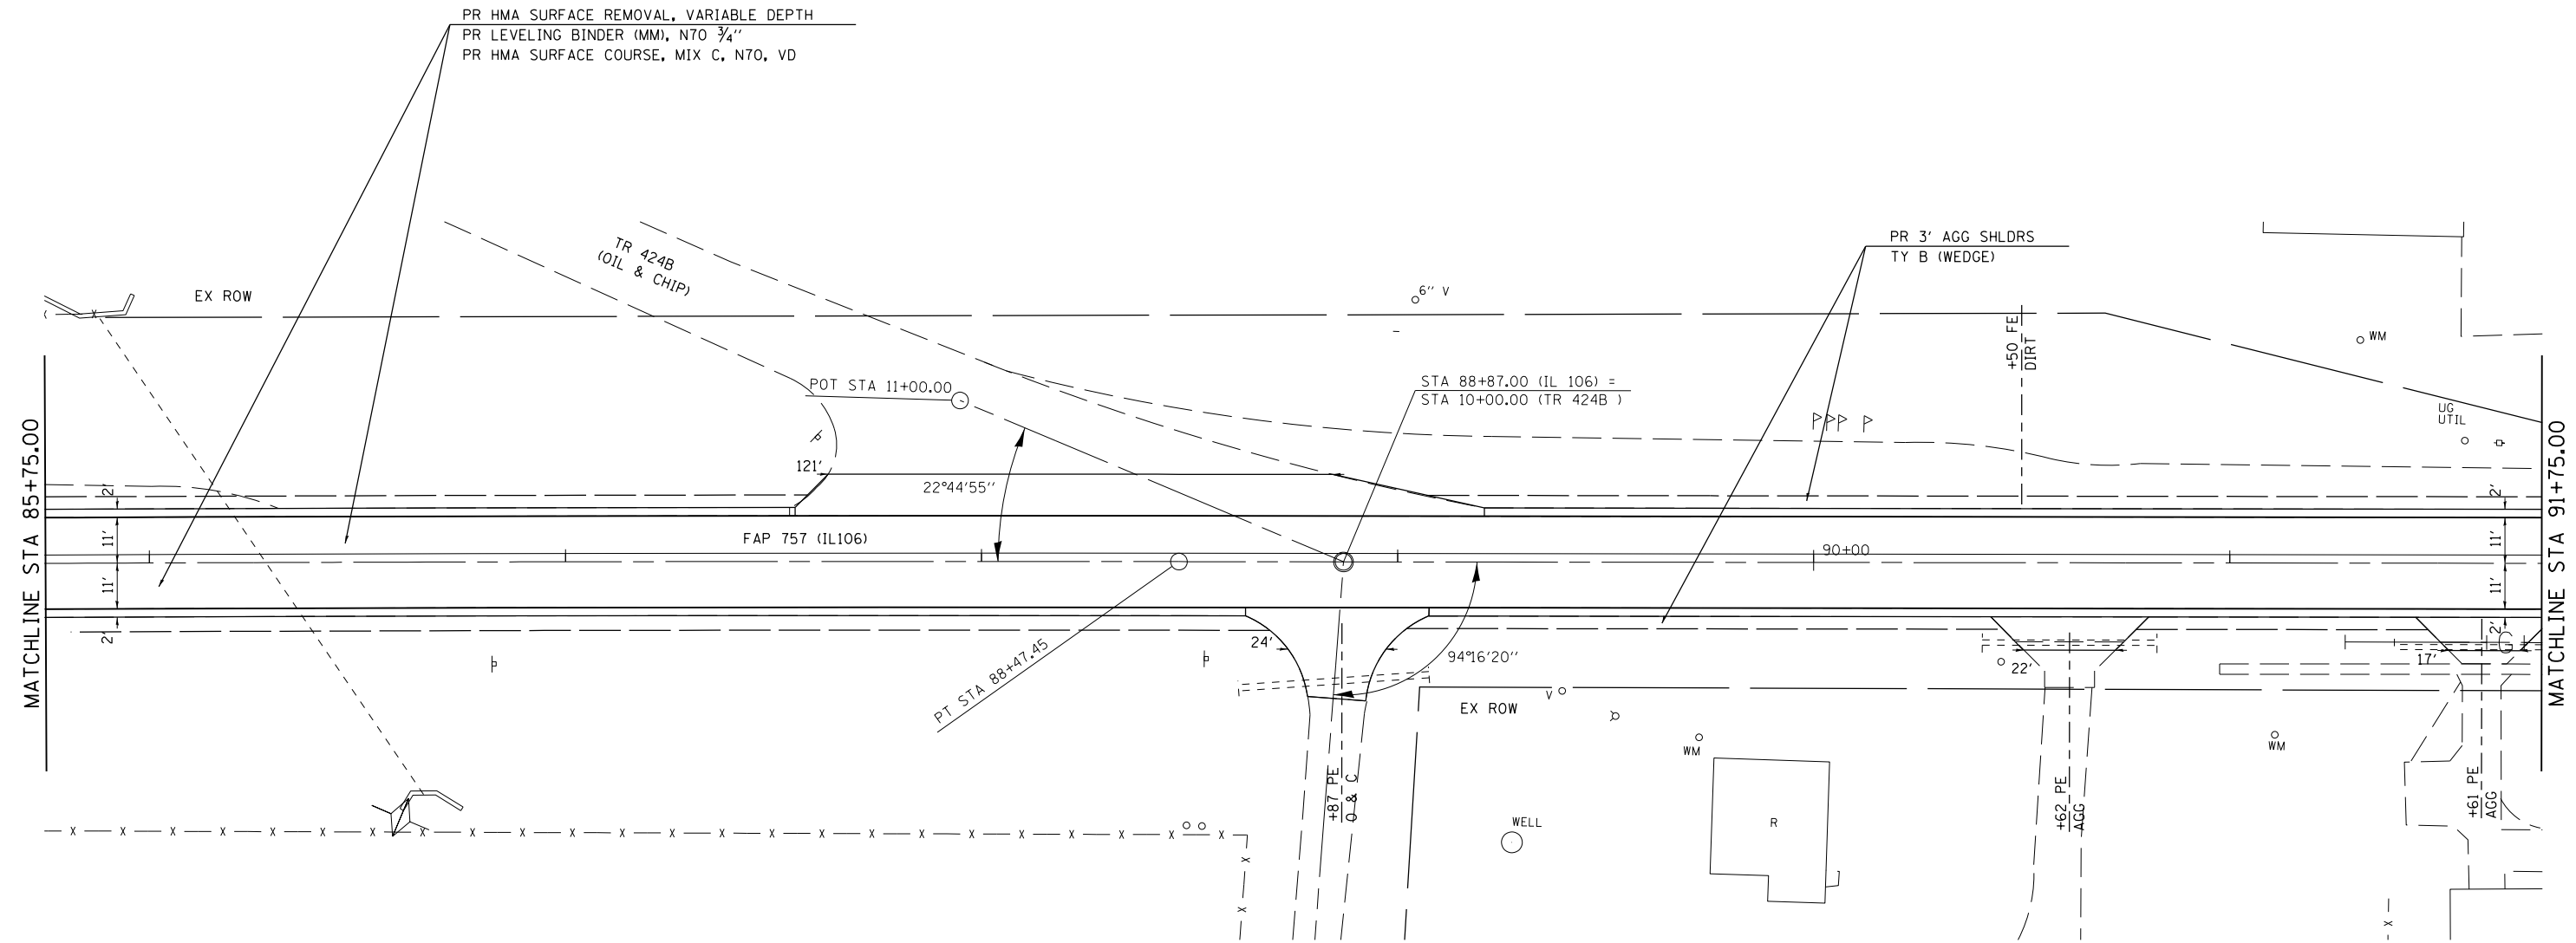 PR HMA SURFACE REMOVAL, VARIABLE DEPTH
PR LEVELING BINDER (MM), N70 ¾''
PR HMA SURFACE COURSE, MIX C, N70, VD
TR 424B
(OIL & CHIP)
PR 3' AGG SHLDRS
TY B (WEDGE)
EX ROW
6'' V
+50 FE
DIRT
WM
POT STA 11+00.00
STA 88+87.00 (IL 106) =
STA 10+00.00 (TR 424B )
UG
UTIL
MATCHLINE STA 85+75.00
MATCHLINE STA 91+75.00
121'
22°44'55''
2'
2'
11'
11'
FAP 757 (IL106)
90+00
11'
11'
2'
2'
24'
94°16'20''
22'
17'
PT STA 88+47.45
V
EX ROW
WM
WM
+87 PE
O & C
+62 PE
AGG
+61 PE
AGG
WELL
R
X X X X X X X X X X X X X X X X X X X X X X X X
X
X
X
X